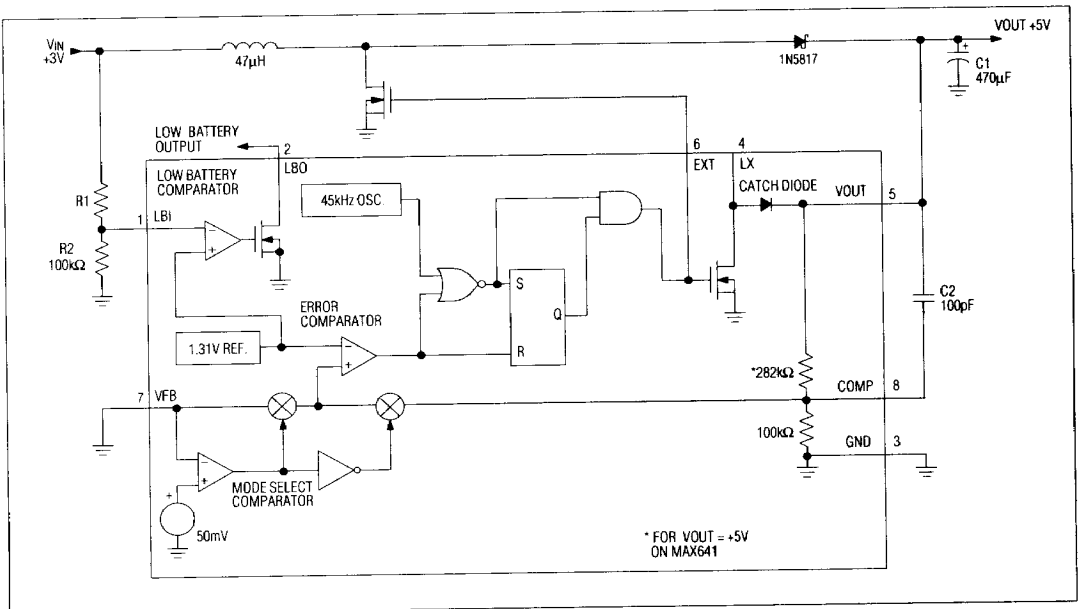 VOUT +5V
VIN
+3V
47µH
1N5817
C1
470µF
+
LOW BATTERY
OUTPUT
2
LBO
6
EXT
4
LX
LOW BATTERY
COMPARATOR
CATCH DIODE
VOUT
5
R1
45kHz OSC.
1
LBI
−
+
R2
100kΩ
C2
100pF
S
Q
R
ERROR
COMPARATOR
1.31V REF.
−
+
*282kΩ
7
VFB
COMP
8
100kΩ
GND
3
−
+
MODE SELECT
COMPARATOR
+
50mV
* FOR VOUT = +5V
ON MAX641